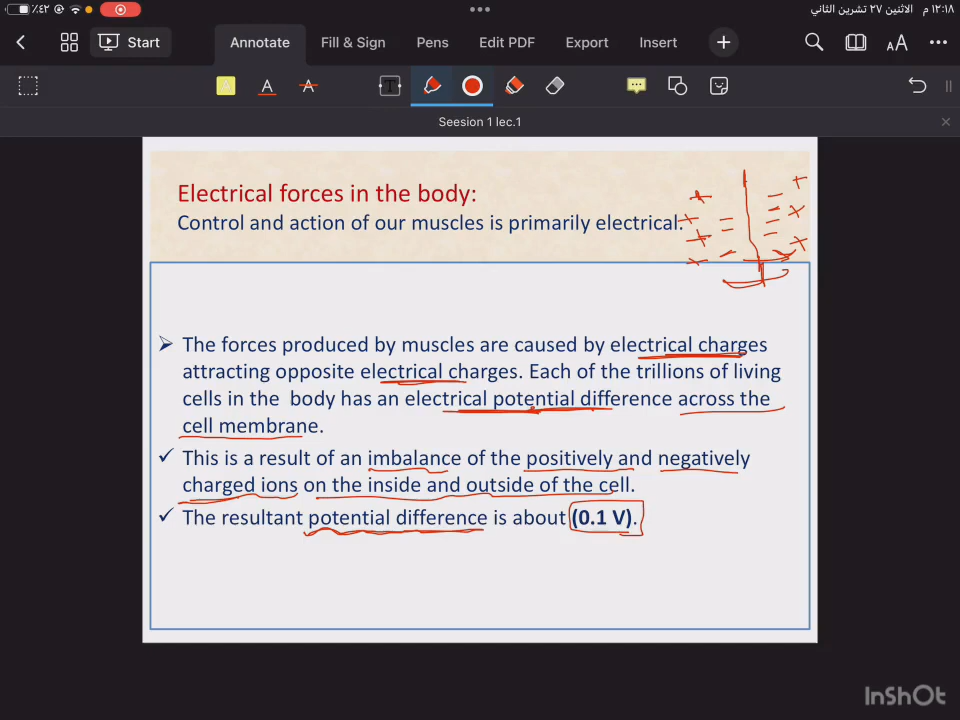 ٪٤٢ ١٢:١٨ م الاثنين ٢٧ تشرين الثاني
Start Annotate Fill & Sign Pens Edit PDF Export Insert AA
A A A T
Seesion 1 lec.1
Electrical forces in the body:
Control and action of our muscles is primarily electrical.
The forces produced by muscles are caused by electrical charges
attracting opposite electrical charges. Each of the trillions of living
cells in the body has an electrical potential difference across the
cell membrane.
This is a result of an imbalance of the positively and negatively
charged ions on the inside and outside of the cell.
The resultant potential difference is about (0.1 V).
InShOt